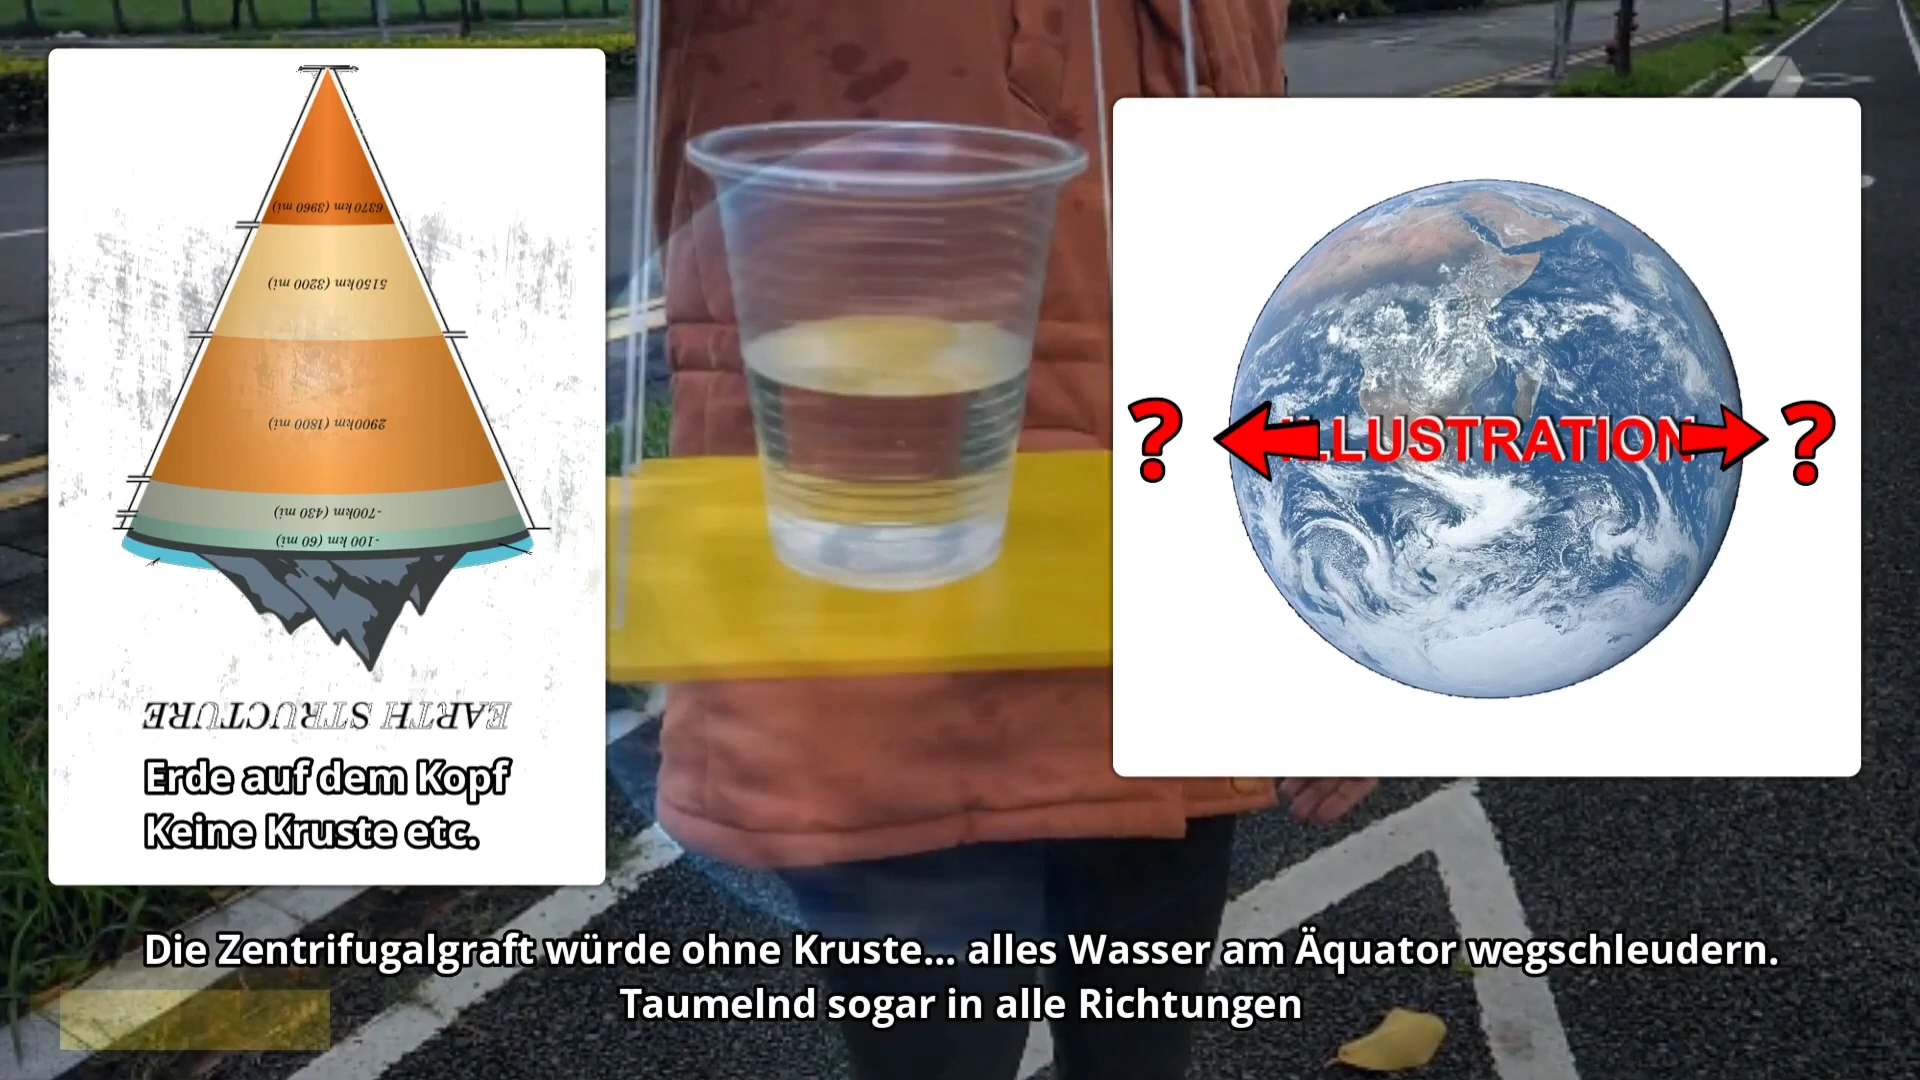 6370 km (3960 mi)
5150km (3200 mi)
2900km (1800 mi)
-700km (430 mi)
-100 km (60 mi)
EARTH STRUCTURE
Erde auf dem Kopf
Keine Kruste etc.
? ILLUSTRATION ?
Die Zentrifugalgraft würde ohne Kruste... alles Wasser am Äquator wegschleudern.
Taumelnd sogar in alle Richtungen